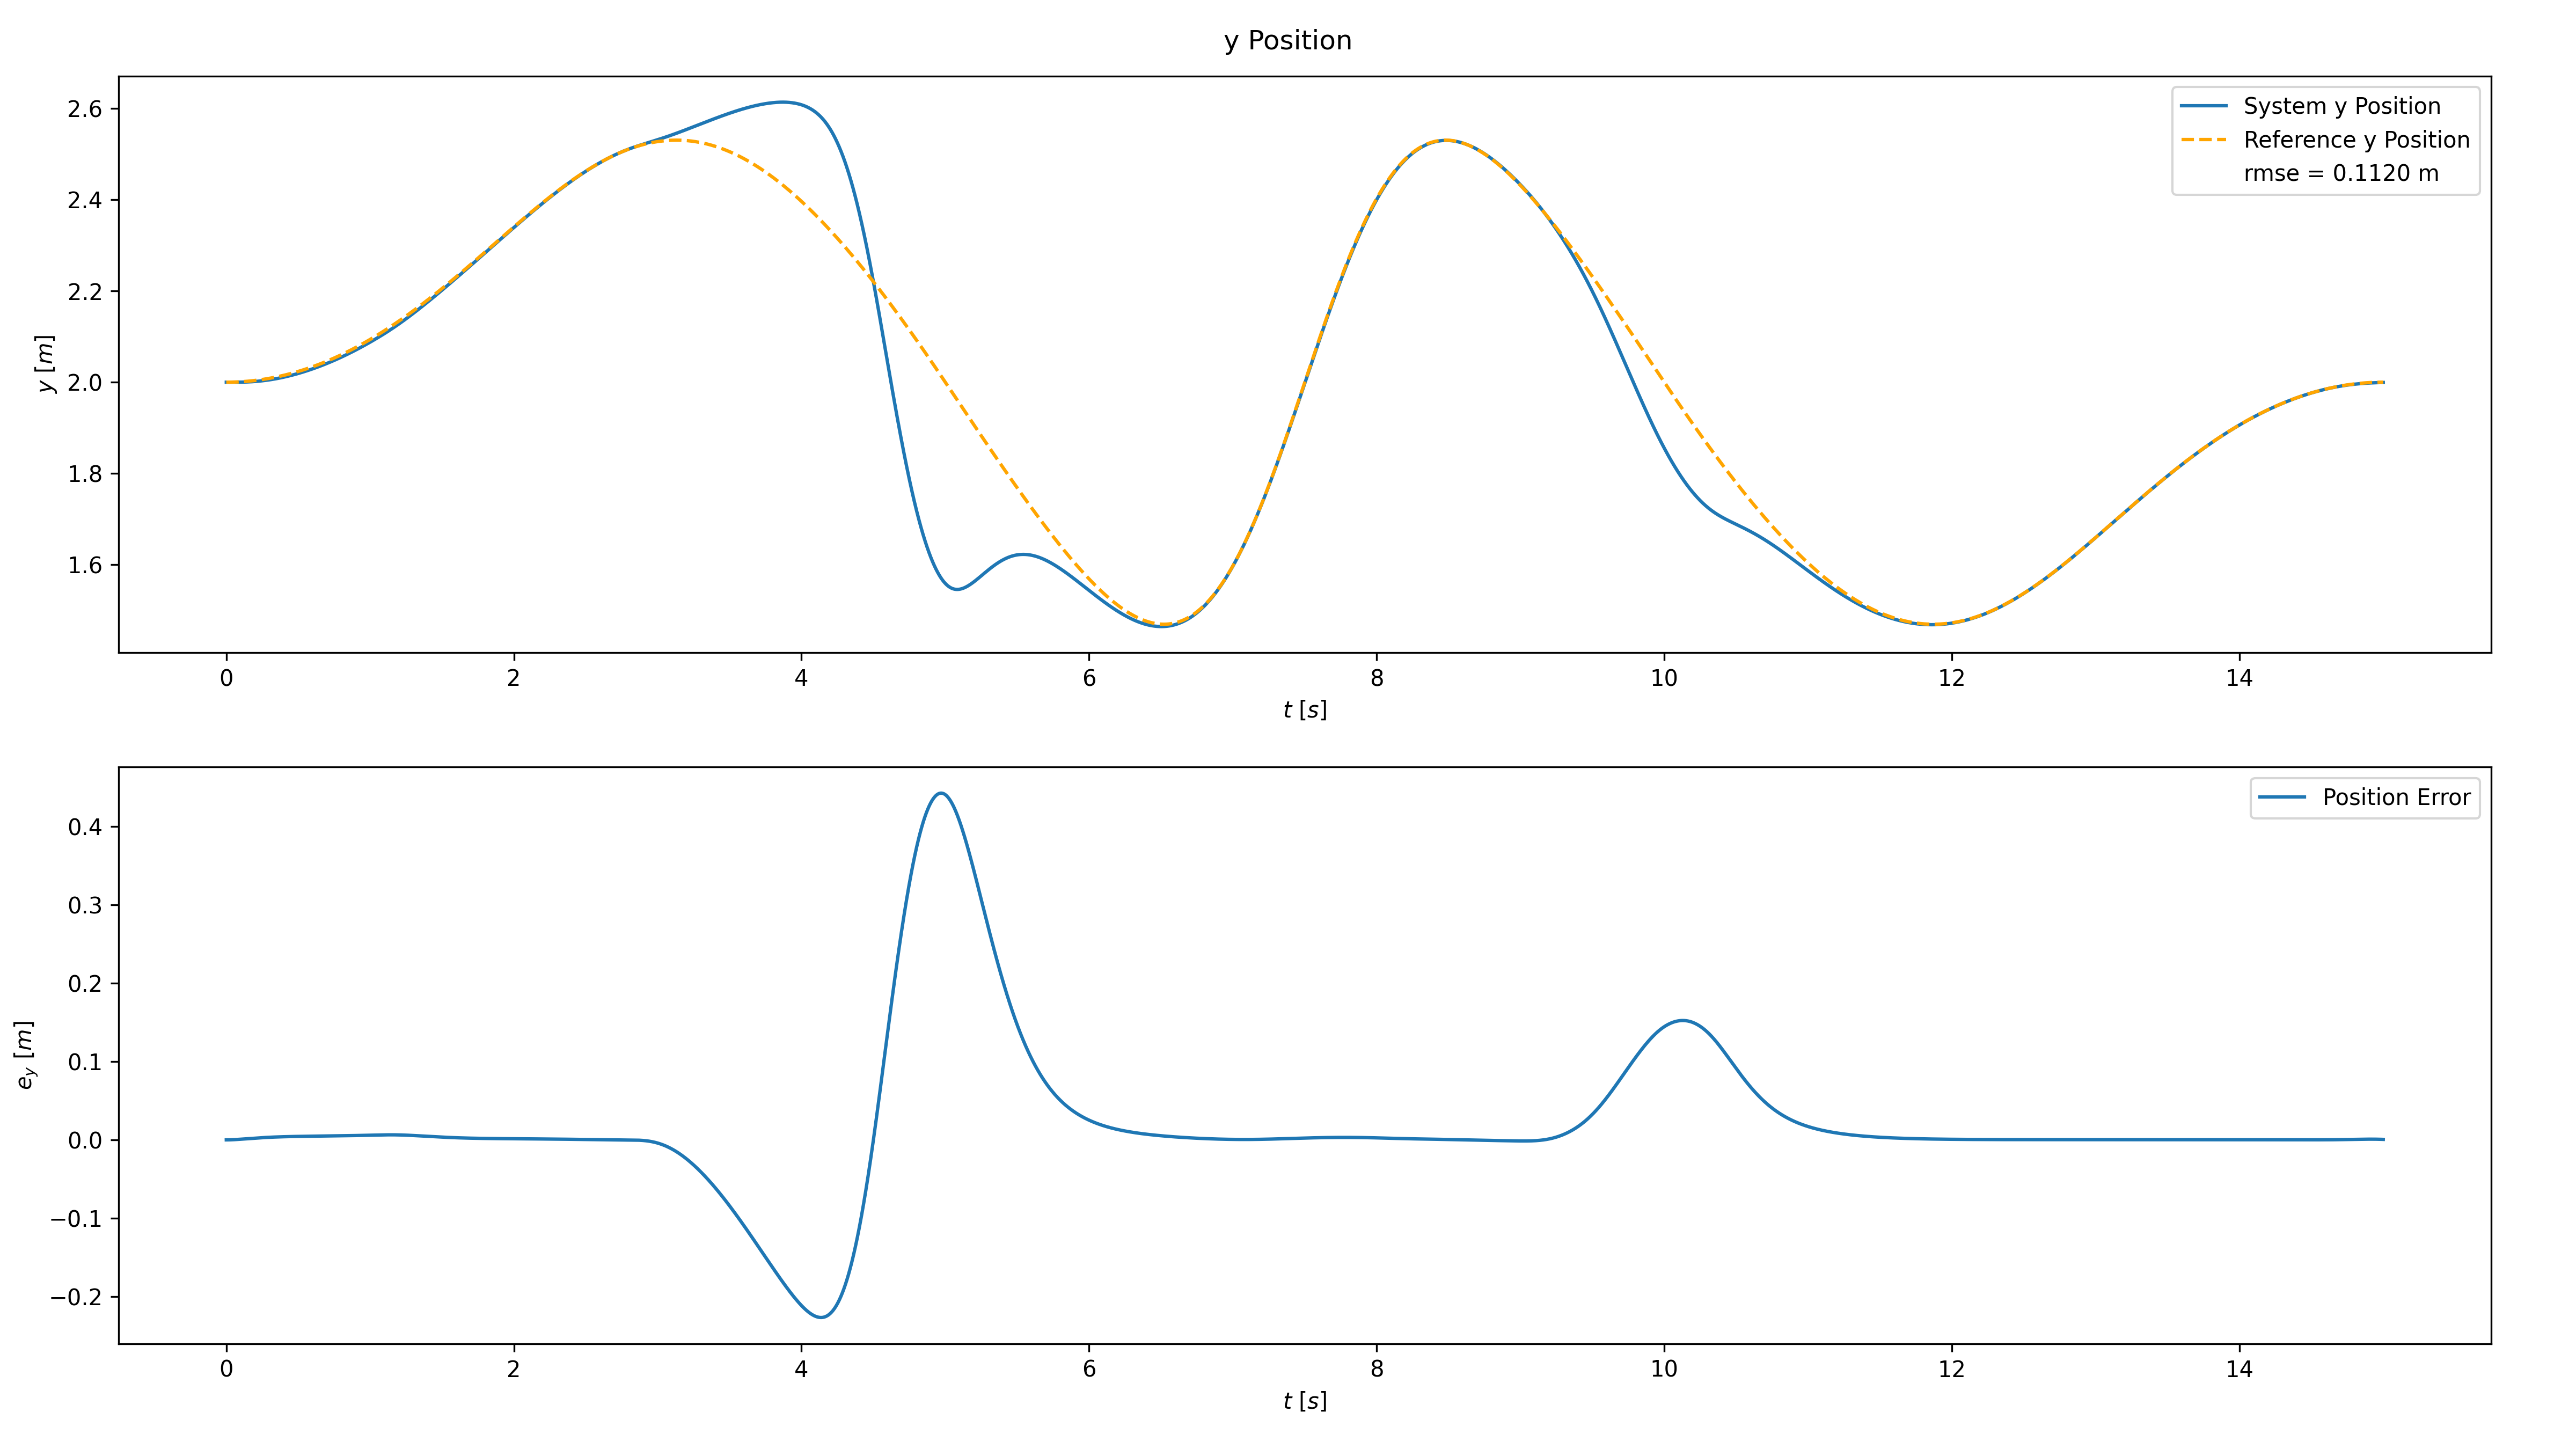 y Position
2.6
2.4
2.2
2.0
1.8
1.6
y [m]
System y Position
Reference y Position
rmse = 0.1120 m
0 2 4 6 8 10 12 14
t [s]
0.4
0.3
0.2
0.1
0.0
−0.1
−0.2
e_y [m]
Position Error
0 2 4 6 8 10 12 14
t [s]